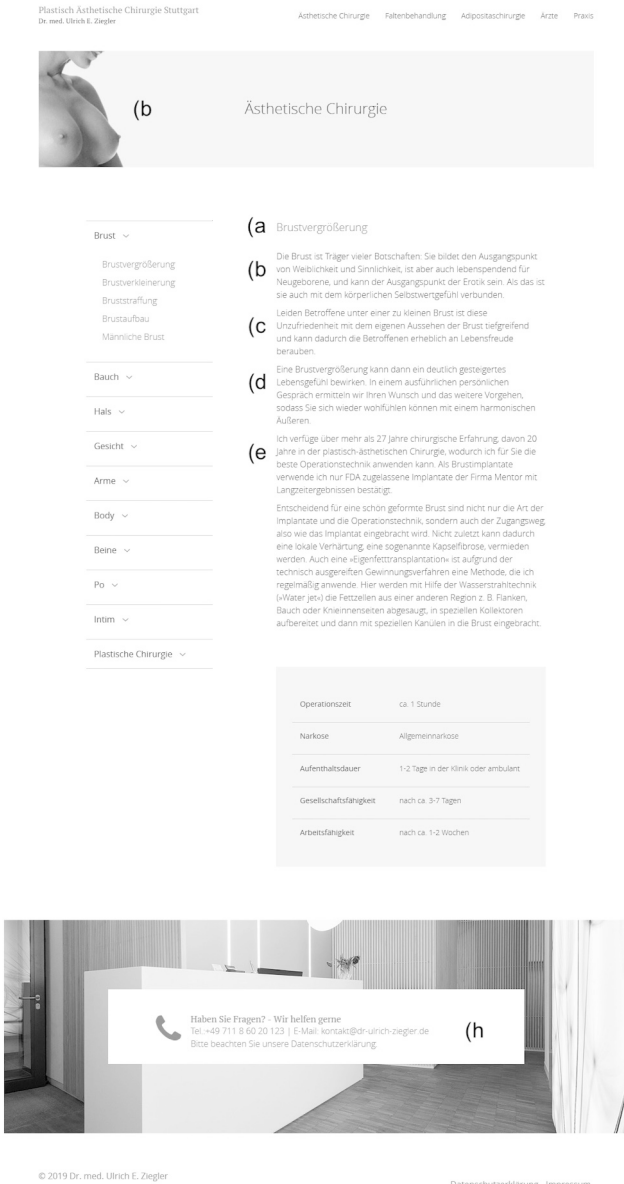 Plastisch Ästhetische Chirurgie Stuttgart
Dr. med. Ulrich E. Ziegler
Ästhetische Chirurgie Faltenbehandlung Adipositaschirurgie Ärzte Praxis
(b
Ästhetische Chirurgie
Brust
Brustvergrößerung
Brustverkleinerung
Bruststraffung
Brustaufbau
Männliche Brust
Bauch
Hals
Gesicht
Arme
Body
Beine
Po
Intim
Plastische Chirurgie
(a Brustvergrößerung
(b
Die Brust ist Träger vieler Botschaften: Sie bildet den Ausgangspunkt
von Weiblichkeit und Sinnlichkeit, ist aber auch lebenspendend für
Neugeborene, und kann der Ausgangspunkt der Erotik sein. Als das ist
sie auch mit dem körperlichen Selbstwertgefühl verbunden.
(c
Leiden Betroffene unter einer zu kleinen Brust ist diese
Unzufriedenheit mit dem eigenen Aussehen der Brust tiefgreifend
und kann dadurch die Betroffenen erheblich an Lebensfreude
berauben.
(d
Eine Brustvergrößerung kann dann ein deutlich gesteigertes
Lebensgefühl bewirken. In einem ausführlichen persönlichen
Gespräch ermitteln wir Ihren Wunsch und das weitere Vorgehen,
sodass Sie sich wieder wohlfühlen können mit einem harmonischen
Äußeren.
(e
Ich verfüge über mehr als 27 Jahre chirurgische Erfahrung, davon 20
Jahre in der plastisch-ästhetischen Chirurgie, wodurch ich für Sie die
beste Operationstechnik anwenden kann. Als Brustimplantate
verwende ich nur FDA zugelassene Implantate der Firma Mentor mit
Langzeitergebnissen bestätigt.
Entscheidend für eine schön geformte Brust sind nicht nur die Art der
Implantate und die Operationstechnik, sondern auch der Zugangsweg,
also wie das Implantat eingebracht wird. Nicht zuletzt kann dadurch
eine lokale Verhärtung, eine sogenannte Kapselfibrose, vermieden
werden. Auch eine »Eigenfetttransplantation« ist aufgrund der
technisch ausgereiften Gewinnungsverfahren eine Methode, die ich
regelmäßig anwende. Hier werden mit Hilfe der Wasserstrahltechnik
(»Water jet«) die Fettzellen aus einer anderen Region z. B. Flanken,
Bauch oder Knieinnenseiten abgesaugt, in speziellen Kollektoren
aufbereitet und dann mit speziellen Kanülen in die Brust eingebracht.
Operationszeit ca. 1 Stunde
Narkose Allgemeinnarkose
Aufenthaltsdauer 1-2 Tage in der Klinik oder ambulant
Gesellschaftsfähigkeit nach ca. 3-7 Tagen
Arbeitsfähigkeit nach ca. 1-2 Wochen
Haben Sie Fragen? - Wir helfen gerne
Tel.:+49 711 8 60 20 123 | E-Mail: kontakt@dr-ulrich-ziegler.de
Bitte beachten Sie unsere Datenschutzerklärung.
(h
© 2019 Dr. med. Ulrich E. Ziegler
Datenschutzerklärung Impressum